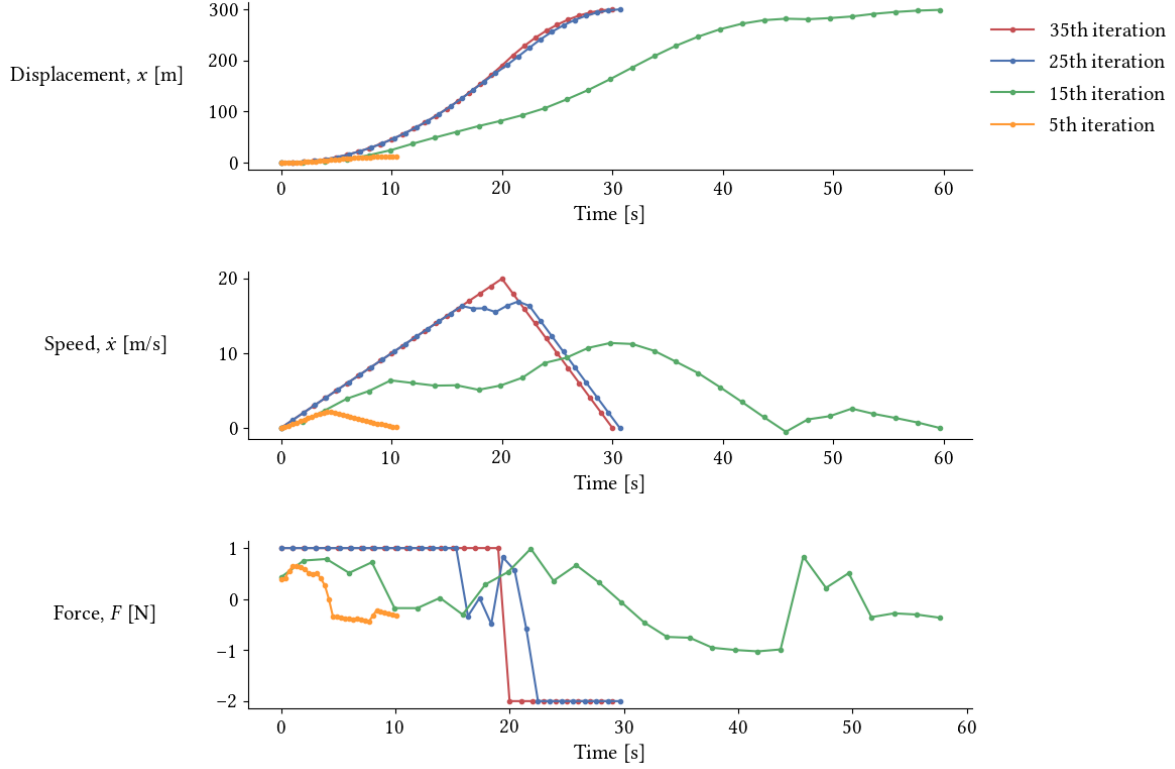 Displacement, x [m]
300
200
100
0
0 10 20 30 40 50 60
Time [s]
35th iteration
25th iteration
15th iteration
5th iteration
Speed, ẋ [m/s]
20
10
0
0 10 20 30 40 50 60
Time [s]
Force, F [N]
1
0
−1
−2
0 10 20 30 40 50 60
Time [s]